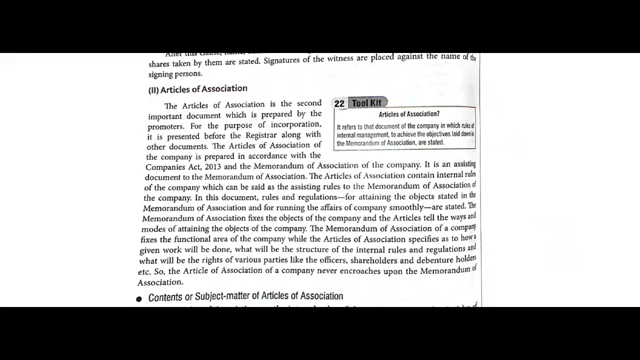 shares taken by them are stated. Signatures of the witness are placed against the name of the
signing persons.
(II) Articles of Association
The Articles of Association is the second
important document which is prepared by the
promoters. For the purpose of incorporation,
it is presented before the Registrar along with
other documents. The Articles of Association of
the company is prepared in accordance with the
22 Tool Kit
Articles of Association?
It refers to that document of the company in which rules of
internal management, to achieve the objectives laid down in
the Memorandum of Association, are stated.
Companies Act, 2013 and the Memorandum of Association of the company. It is an assisting
document to the Memorandum of Association. The Articles of Association contain internal rules
of the company which can be said as the assisting rules to the Memorandum of Association of
the company. In this document, rules and regulations—for attaining the objects stated in the
Memorandum of Association and for running the affairs of company smoothly—are stated. The
Memorandum of Association fixes the objects of the company and the Articles tell the ways and
modes of attaining the objects of the company. The Memorandum of Association of a company
fixes the functional area of the company while the Articles of Association specifies as to how a
given work will be done, what will be the structure of the internal rules and regulations and
what will be the rights of various parties like the officers, shareholders and debenture holders
etc. So, the Article of Association of a company never encroaches upon the Memorandum of
Association.
• Contents or Subject-matter of Articles of Association